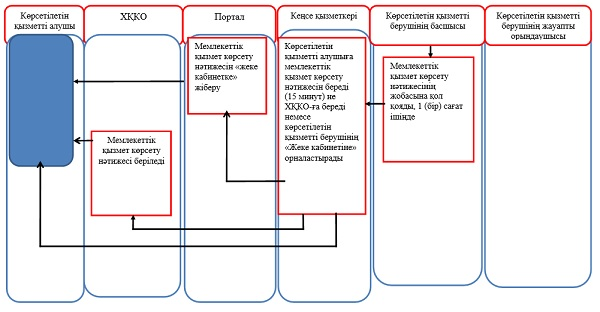 Көрсетілетін
қызметті алушы
ХҚКО
Портал
Кеңсе қызметкері
Көрсетілетін қызметті
берушінің басшысы
Көрсетілетін қызметті
берушінің жауапты
орындаушысы
Мемлекеттік
қызмет көрсету
нәтижесін «жеке
кабинетке»
жіберу
Көрсетілетін
қызметті алушыға
мемлекеттік
қызмет көрсету
нәтижесін береді
(15 минут) не
ХҚКО-ға береді
немесе
көрсетілетін
қызметті берушінің
«Жеке кабинетіне»
орналастырады
Мемлекеттік
қызмет көрсету
нәтижесінің
жобасына қол
қояды, 1 (бір) сағат
ішінде
Мемлекеттік
қызмет көрсету
нәтижесі беріледі